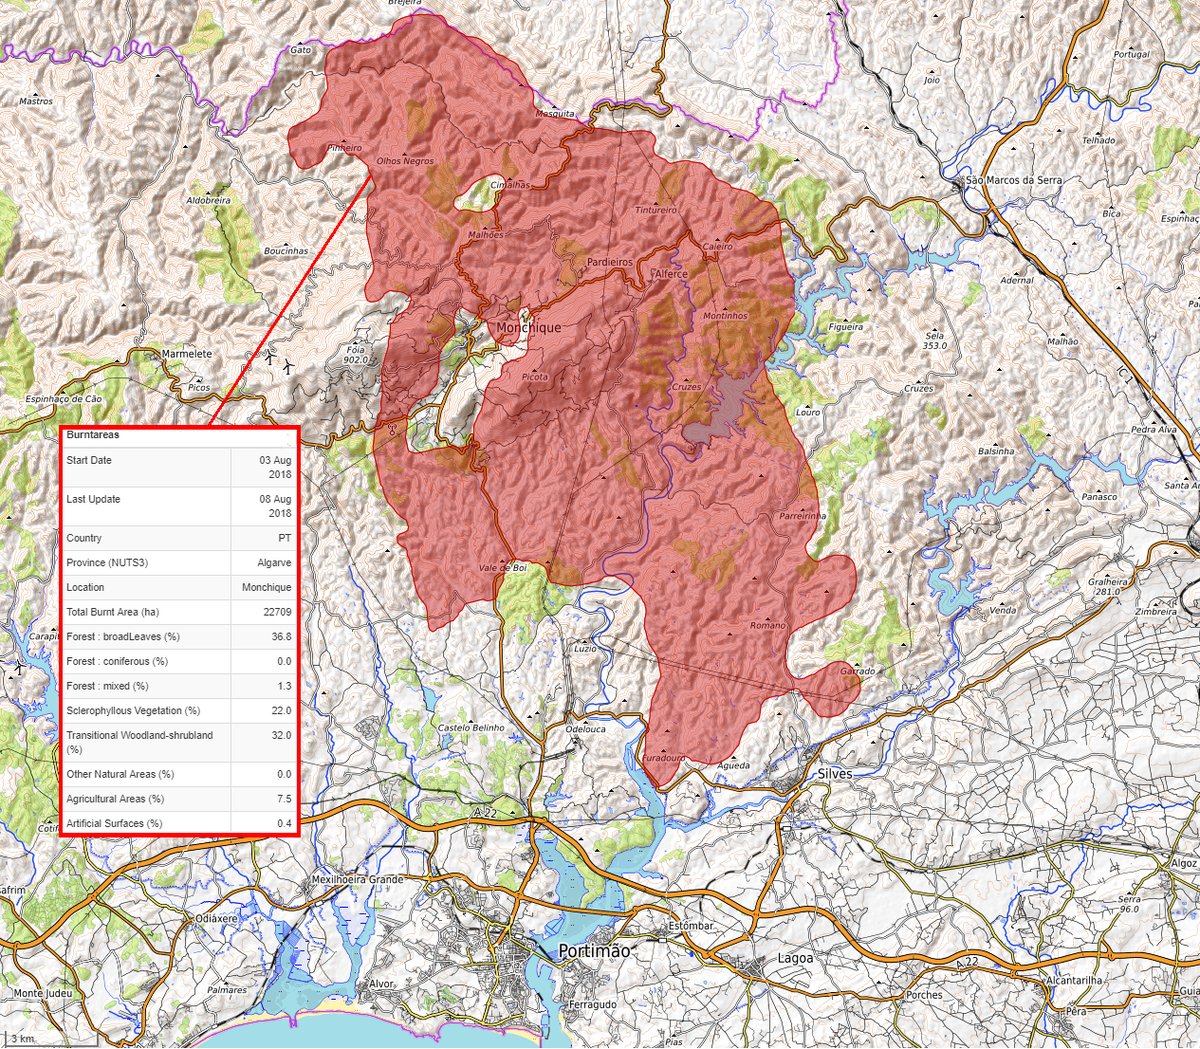 Brejeira
Gato
Portugal
Joio
Mastros
Mesquita
Telhado
Pinheiro
Olhos Negros
Cimalhas
São Marcos da Serra
Aldobreira
Tintureiro
Bica
Malhões
Caleiro
Boucinhas
Pardieiros
Alferce
Adernal
Montinhos
Monchique
Figueira
Sela
353.0
Malhão
Marmelete
Fóia
902.0
Picota
Picos
Cruzes
Cruzes
IC 1
Espinhaço de Cão
Louro
Pedra Alva
Burntareas
Start Date 03 Aug
2018
Last Update 08 Aug
2018
Country PT
Province (NUTS3) Algarve
Location Monchique
Total Burnt Area (ha) 22709
Forest : broadLeaves (%) 36.8
Forest : coniferous (%) 0.0
Forest : mixed (%) 1.3
Sclerophyllous Vegetation (%) 22.0
Transitional Woodland-shrubland 32.0
(%)
Other Natural Areas (%) 0.0
Agricultural Areas (%) 7.5
Artificial Surfaces (%) 0.4
Balsinha
Panasco
Parreirinha
Vale de Boi
Gralheira
281.0
Venda
Zimbreira
Romano
Luzio
Garrado
Castelo Belinho
Odelouca
Furadouro
Águeda
Silves
A 22
Algoz
Mexilhoeira Grande
Serra
96.0
Odiáxere
Estômbar
Portimão
Lagoa
A 22
Palmares
Alvor
Alcantarilha
Monte Judeu
Porches
Ferragudo
Pêra
3 km
Pias